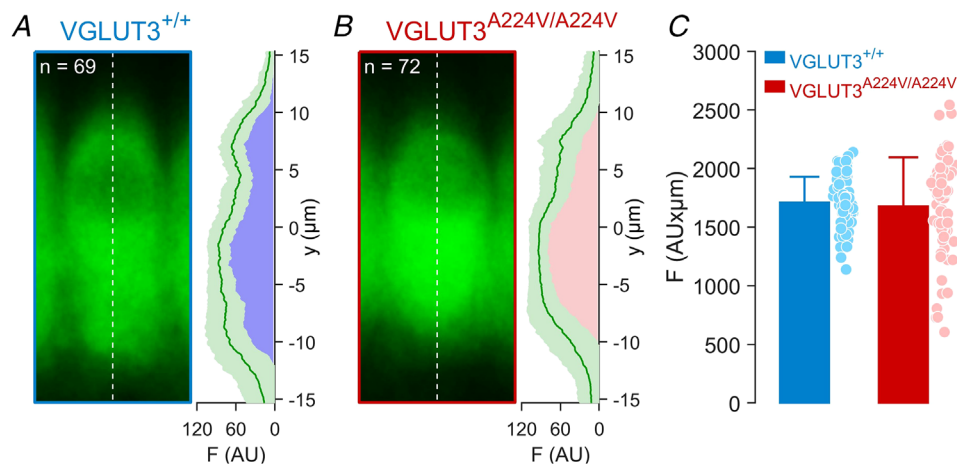 A VGLUT3+/+
n = 69
15
10
5
0
-5
-10
-15
y (μm)
120 60 0
F (AU)
B VGLUT3A224V/A224V
n = 72
15
10
5
0
-5
-10
-15
y (μm)
120 60 0
F (AU)
C
VGLUT3+/+
VGLUT3A224V/A224V
3000
2500
2000
1500
1000
500
0
F (AUxμm)